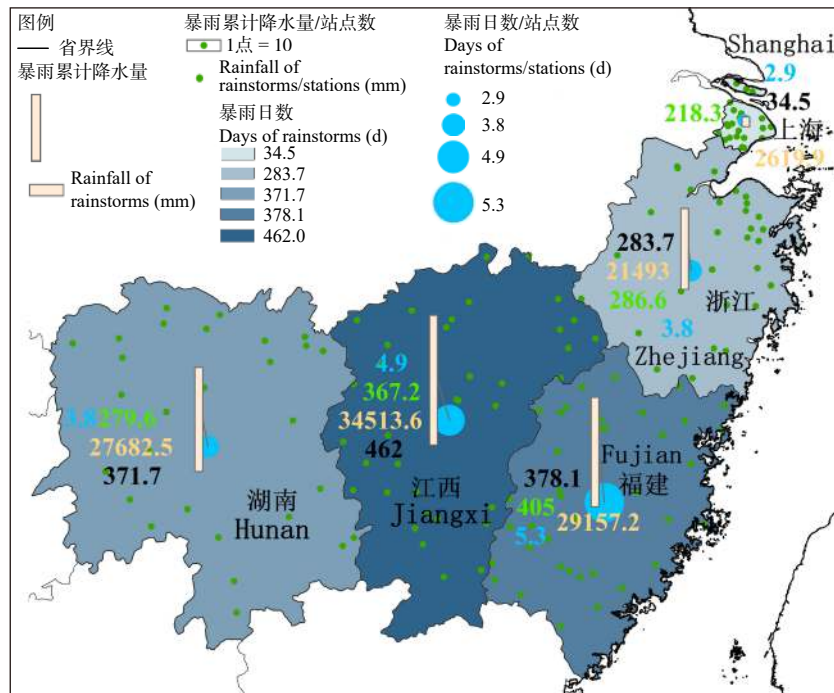 图例
省界线
暴雨累计降水量
Rainfall of
rainstorms (mm)
暴雨累计降水量/站点数
1点 = 10
Rainfall of
rainstorms/stations (mm)
暴雨日数
Days of rainstorms (d)
34.5
283.7
371.7
378.1
462.0
暴雨日数/站点数
Days of
rainstorms/stations (d)
2.9
3.8
4.9
5.3
Shanghai
2.9
34.5
218.3
上海
2619.9
283.7
21493
286.6
浙江
3.8
Zhejiang
4.9
367.2
34513.6
462
江西
Jiangxi
3.8 279.6
27682.5
371.7
湖南
Hunan
378.1
Fujian
福建
405
29157.2
5.3